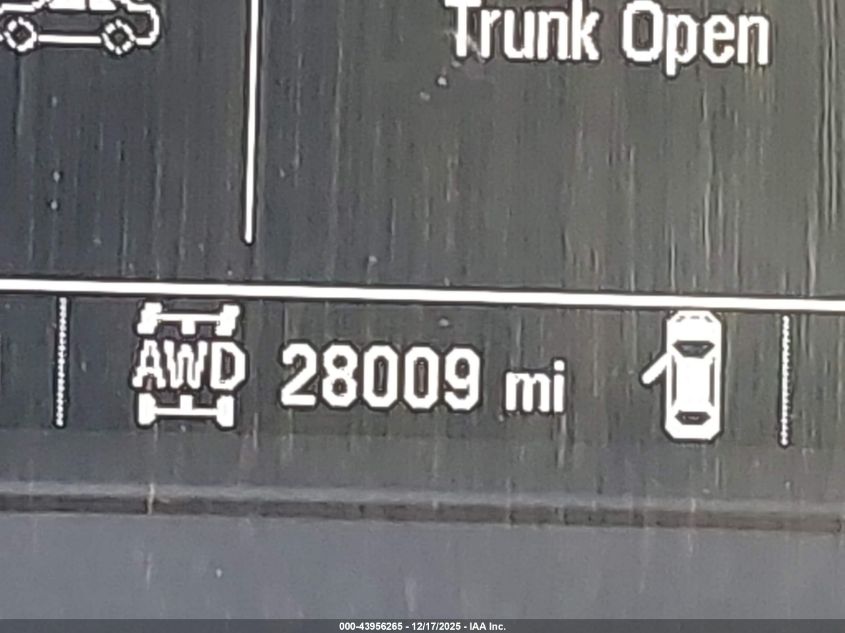 Trunk Open
AWD 28009 mi
000-43956265 - 12/17/2025 - IAA Inc.